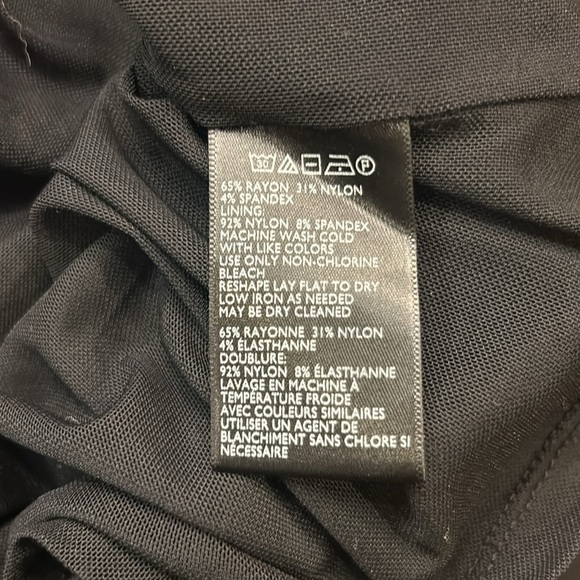 30 P
65% RAYON 31% NYLON
4% SPANDEX
LINING:
92% NYLON 8% SPANDEX
MACHINE WASH COLD
WITH LIKE COLORS
USE ONLY NON-CHLORINE
BLEACH
RESHAPE LAY FLAT TO DRY
LOW IRON AS NEEDED
MAY BE DRY CLEANED
65% RAYONNE 31% NYLON
4% ÉLASTHANNE
DOUBLURE:
92% NYLON 8% ÉLASTHANNE
LAVAGE EN MACHINE À
TEMPÉRATURE FROIDE
AVEC COULEURS SIMILAIRES
UTILISER UN AGENT DE
BLANCHIMENT SANS CHLORE SI
NÉCESSAIRE